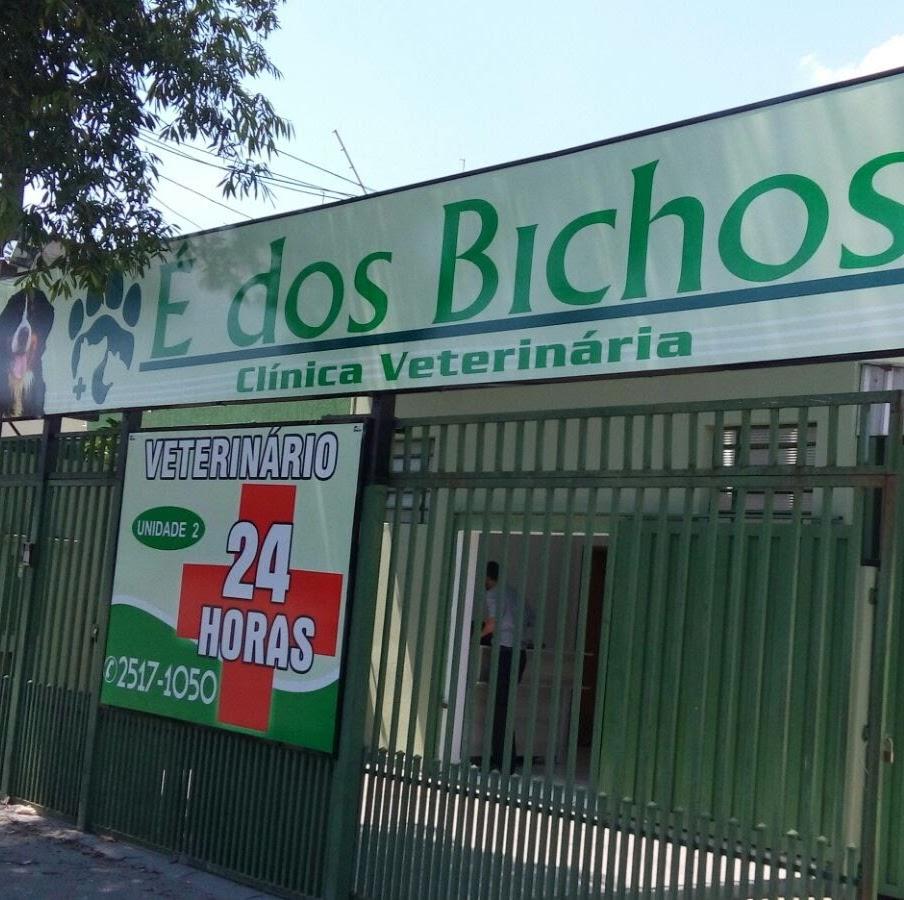 É dos Bichos
Clínica Veterinária
VETERINÁRIO
UNIDADE 2
24
HORAS
2517-1050